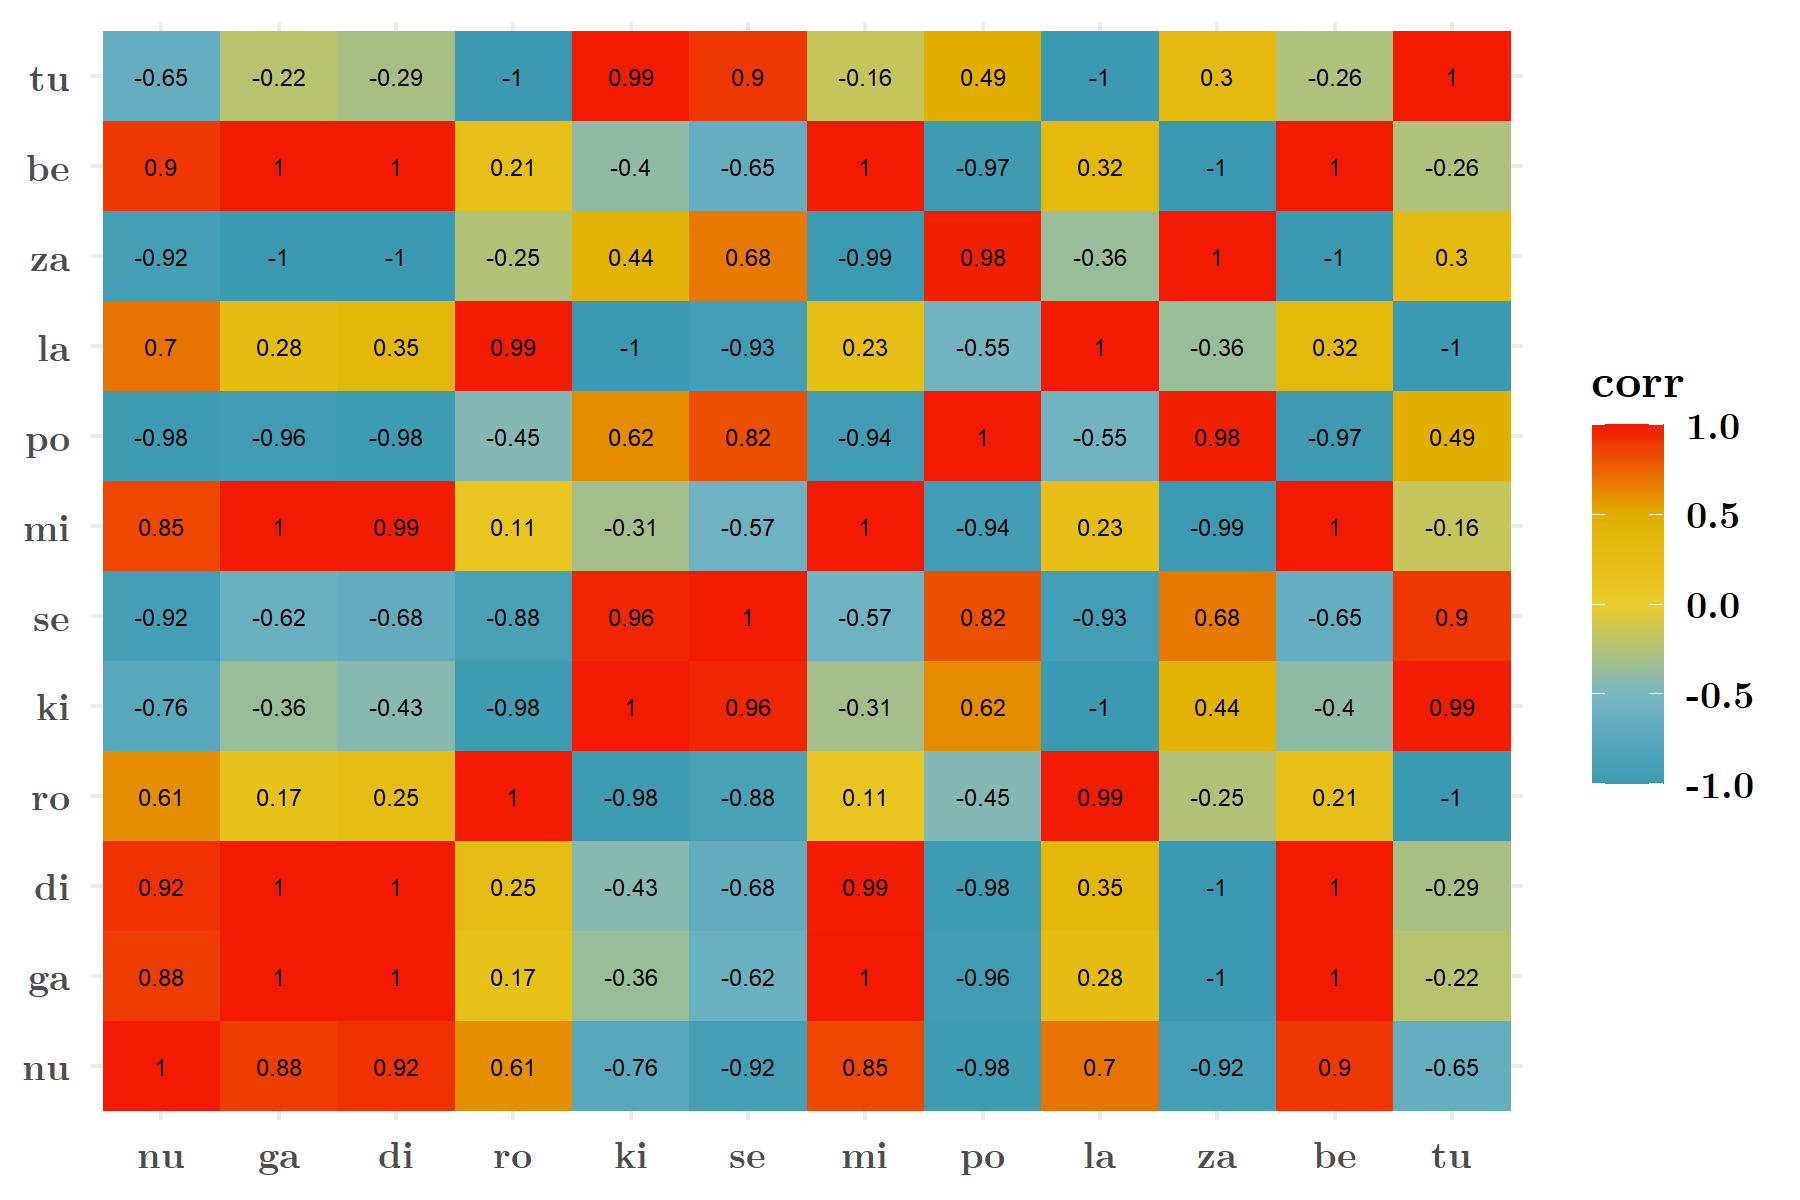 tu -0.65 -0.22 -0.29 -1 0.99 0.9 -0.16 0.49 -1 0.3 -0.26 1
be 0.9 1 1 0.21 -0.4 -0.65 1 -0.97 0.32 -1 1 -0.26
za -0.92 -1 -1 -0.25 0.44 0.68 -0.99 0.98 -0.36 1 -1 0.3
la 0.7 0.28 0.35 0.99 -1 -0.93 0.23 -0.55 1 -0.36 0.32 -1
po -0.98 -0.96 -0.98 -0.45 0.62 0.82 -0.94 1 -0.55 0.98 -0.97 0.49
mi 0.85 1 0.99 0.11 -0.31 -0.57 1 -0.94 0.23 -0.99 1 -0.16
se -0.92 -0.62 -0.68 -0.88 0.96 1 -0.57 0.82 -0.93 0.68 -0.65 0.9
ki -0.76 -0.36 -0.43 -0.98 1 0.96 -0.31 0.62 -1 0.44 -0.4 0.99
ro 0.61 0.17 0.25 1 -0.98 -0.88 0.11 -0.45 0.99 -0.25 0.21 -1
di 0.92 1 1 0.25 -0.43 -0.68 0.99 -0.98 0.35 -1 1 -0.29
ga 0.88 1 1 0.17 -0.36 -0.62 1 -0.96 0.28 -1 1 -0.22
nu 1 0.88 0.92 0.61 -0.76 -0.92 0.85 -0.98 0.7 -0.92 0.9 -0.65
nu ga di ro ki se mi po la za be tu
corr
1.0
0.5
0.0
-0.5
-1.0